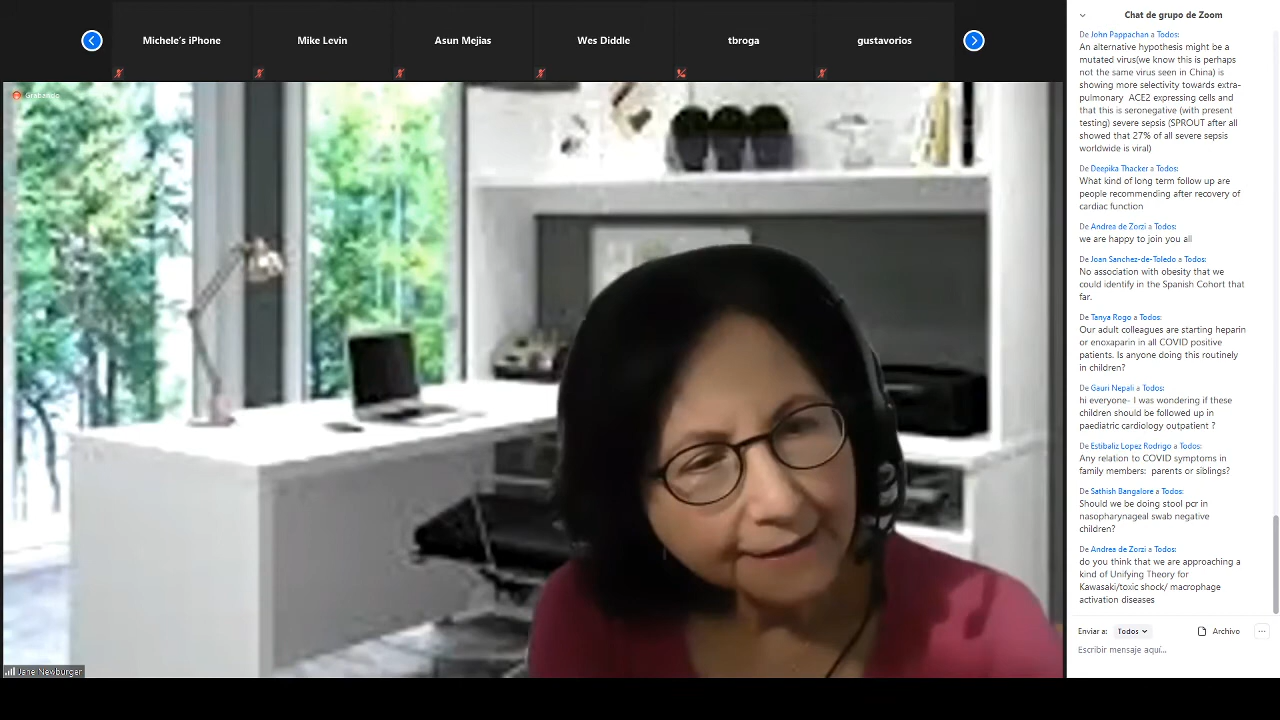 Michele's iPhone
Mike Levin
Asun Mejias
Wes Diddle
tbroga
gustavorios
Grabando
Jane Newburger
Chat de grupo de Zoom
De John Pappachan a Todos:
An alternative hypothesis might be a
mutated virus(we know this is perhaps
not the same virus seen in China) is
showing more selectivity towards extra-
pulmonary ACE2 expressing cells and
that this is seronegative (with present
testing) severe sepsis (SPROUT after all
showed that 27% of all severe sepsis
worldwide is viral)
De Deepika Thacker a Todos:
What kind of long term follow up are
people recommending after recovery of
cardiac function
De Andrea de Zorzi a Todos:
we are happy to join you all
De Joan Sanchez-de-Toledo a Todos:
No association with obesity that we
could identify in the Spanish Cohort that
far.
De Tanya Rogo a Todos:
Our adult colleagues are starting heparin
or enoxaparin in all COVID positive
patients. Is anyone doing this routinely
in children?
De Gauri Nepali a Todos:
hi everyone- I was wondering if these
children should be followed up in
paediatric cardiology outpatient ?
De Estibaliz Lopez Rodrigo a Todos:
Any relation to COVID symptoms in
family members: parents or siblings?
De Sathish Bangalore a Todos:
Should we be doing stool pcr in
nasopharynageal swab negative
children?
De Andrea de Zorzi a Todos:
do you think that we are approaching a
kind of Unifying Theory for
Kawasaki/toxic shock/ macrophage
activation diseases
Enviar a: Todos Archivo
Escribir mensaje aquí...